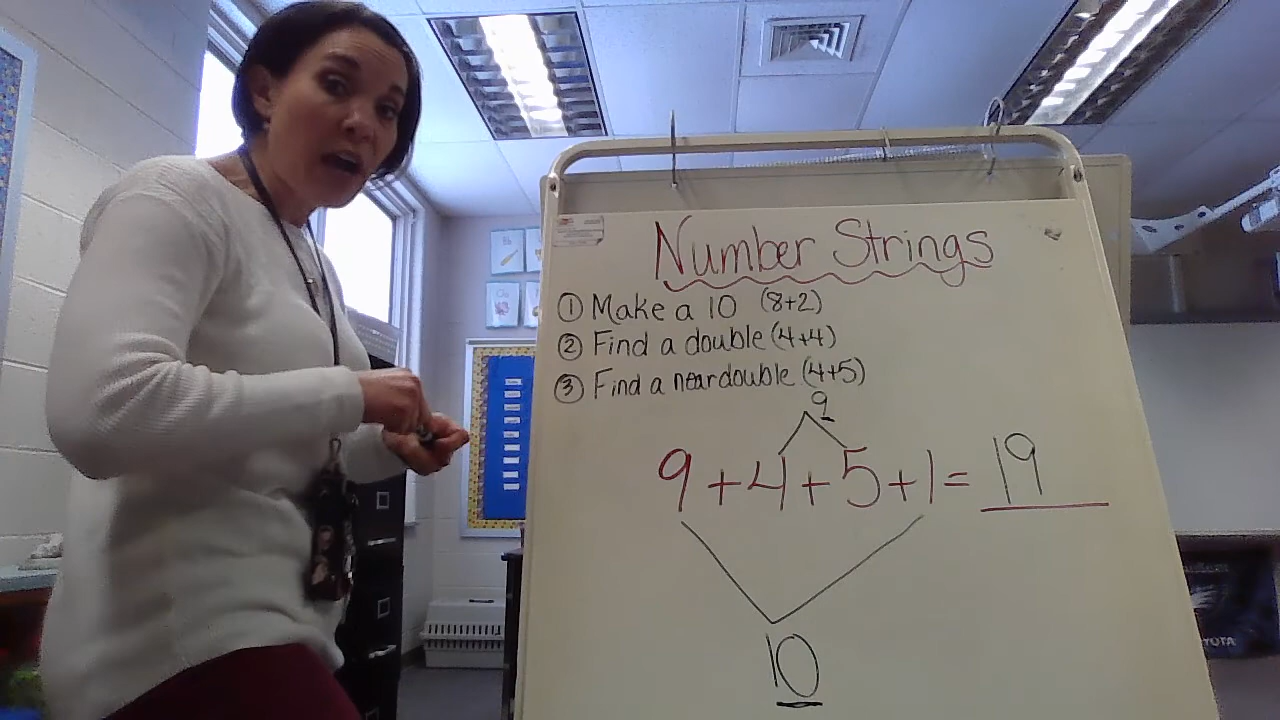 Number Strings
① Make a 10 (8+2)
② Find a double (4+4)
③ Find a near double (4+5)
9
9+4+5+1= 19
10